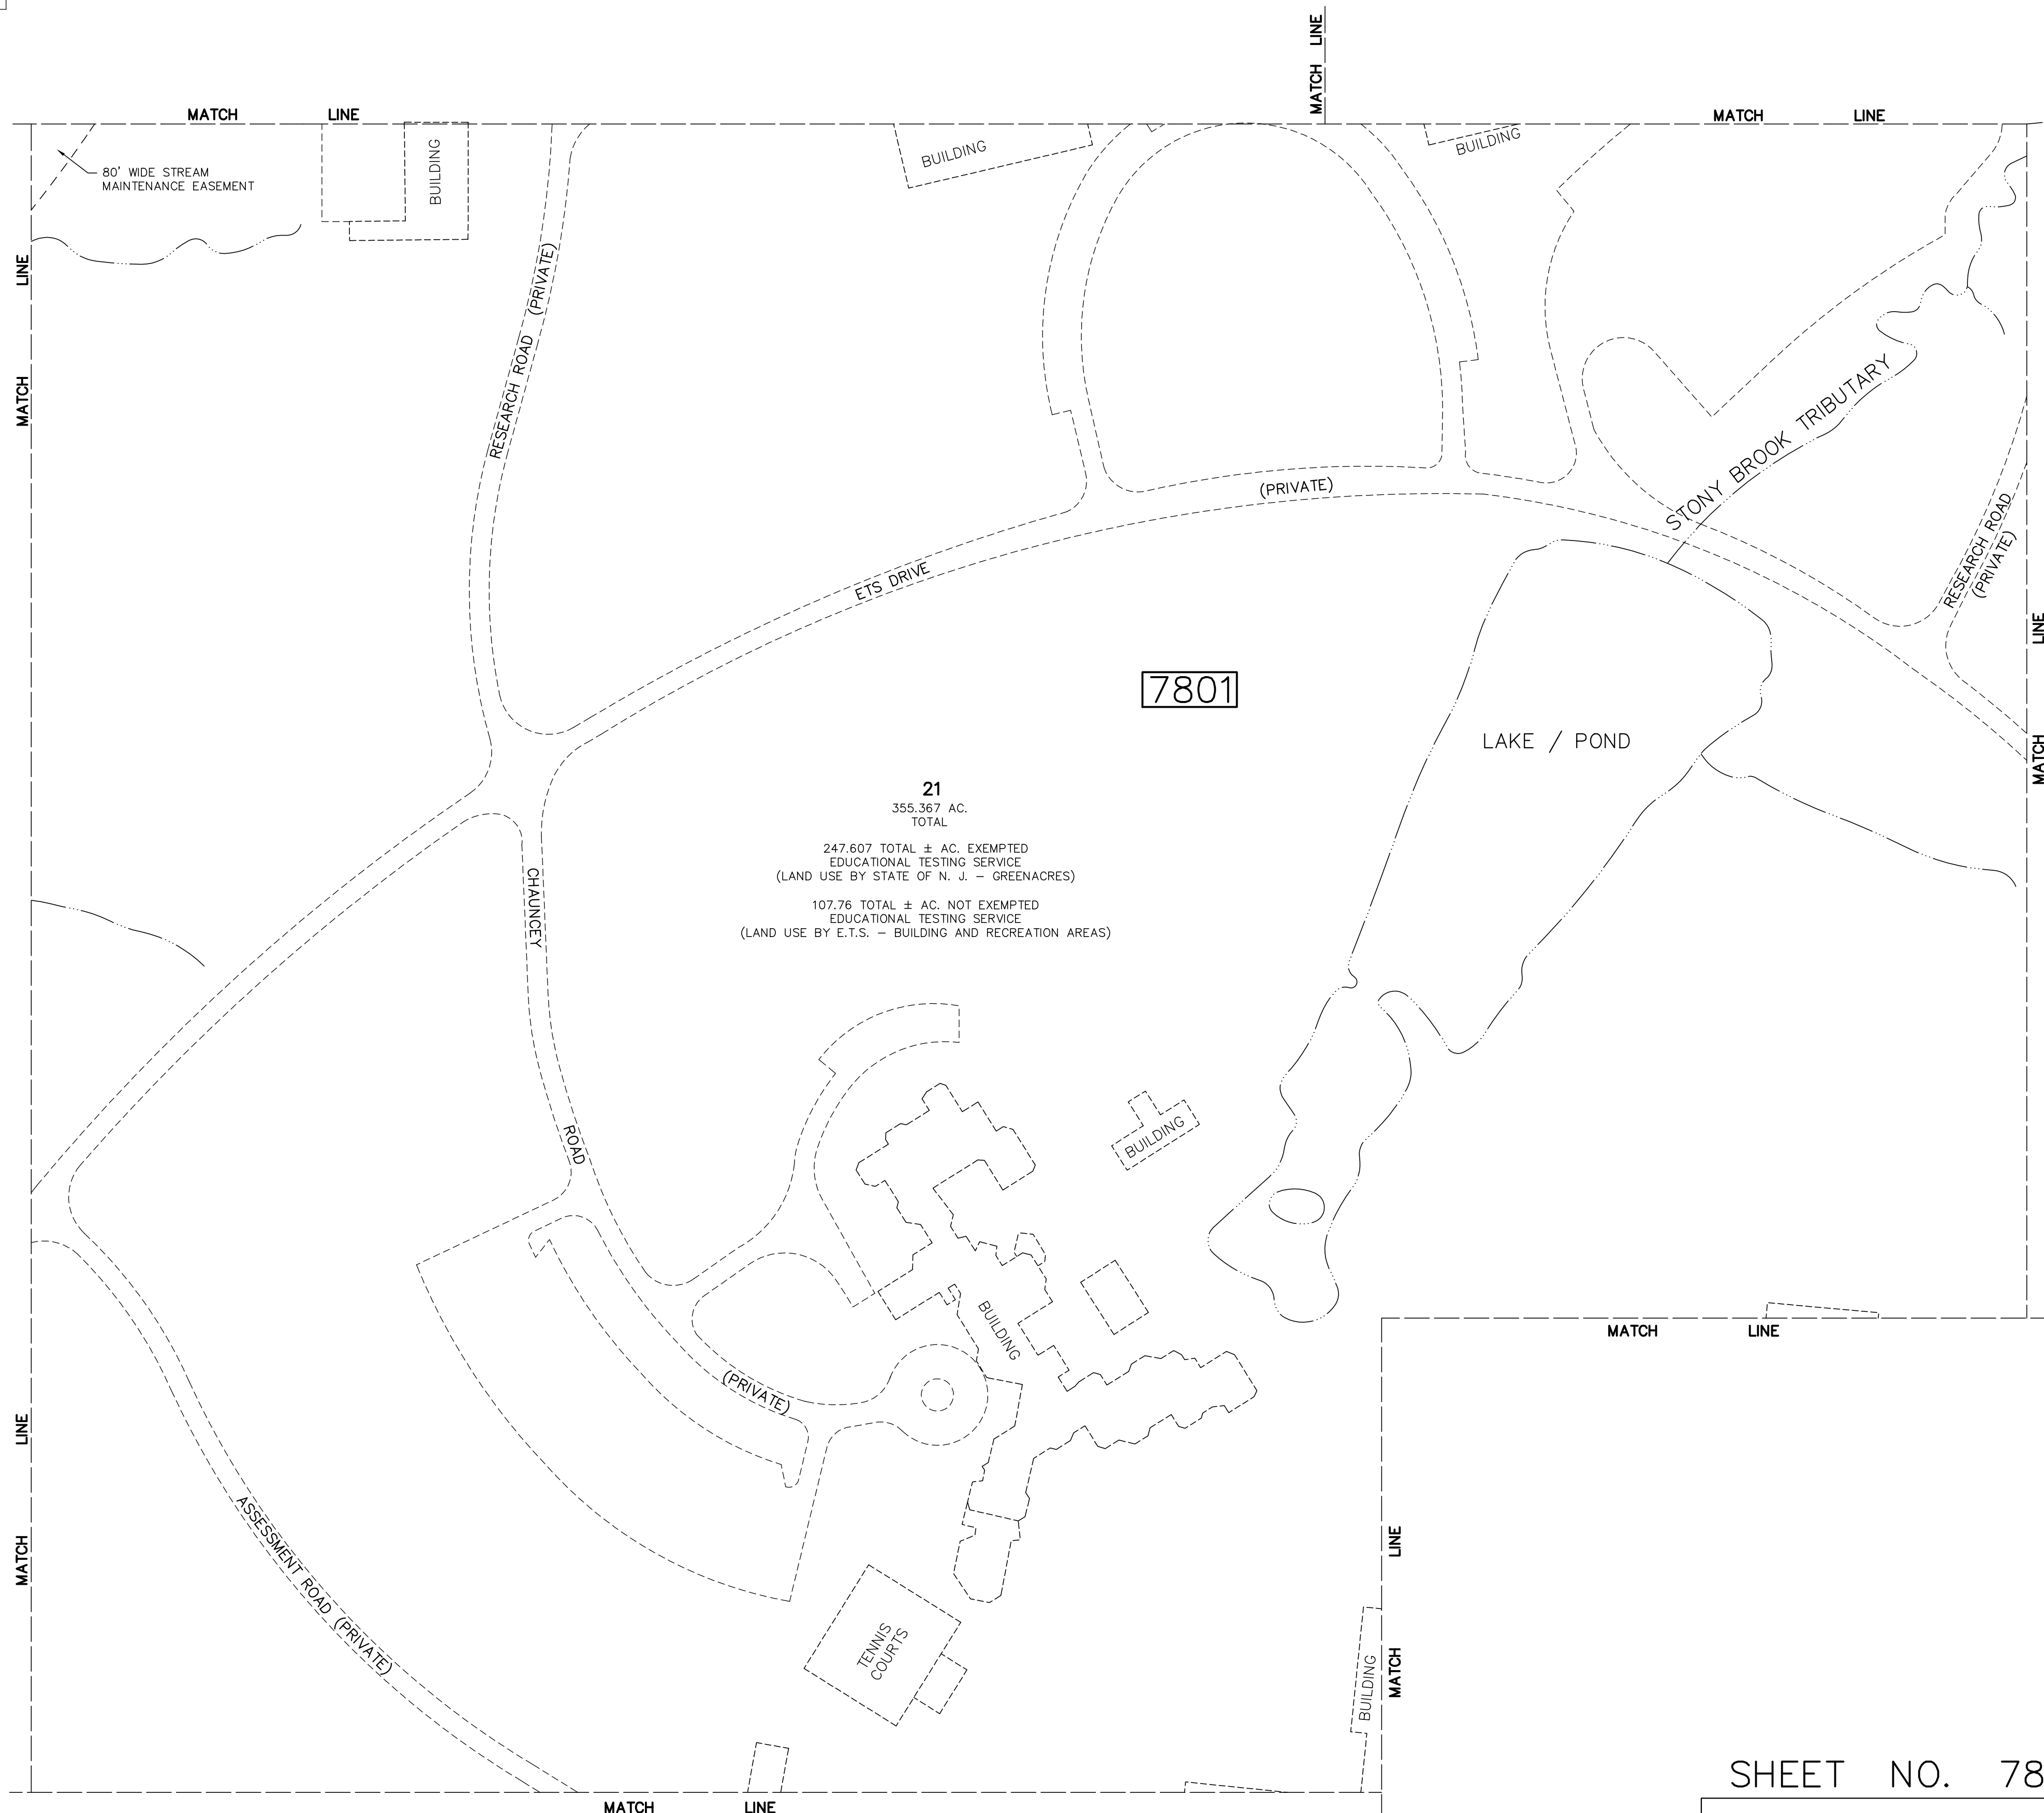 MATCH LINE
MATCH LINE
MATCH LINE
80' WIDE STREAM
MAINTENANCE EASEMENT
BUILDING
BUILDING
BUILDING
MATCH LINE
RESEARCH ROAD (PRIVATE)
STONY BROOK TRIBUTARY
(PRIVATE)
ETS DRIVE
RESEARCH ROAD
(PRIVATE)
MATCH LINE
7801
LAKE / POND
21
355.367 AC.
TOTAL
247.607 TOTAL ± AC. EXEMPTED
EDUCATIONAL TESTING SERVICE
(LAND USE BY STATE OF N. J. – GREENACRES)
107.76 TOTAL ± AC. NOT EXEMPTED
EDUCATIONAL TESTING SERVICE
(LAND USE BY E.T.S. – BUILDING AND RECREATION AREAS)
CHAUNCEY ROAD
(PRIVATE)
BUILDING
BUILDING
MATCH LINE
MATCH LINE
ASSESSMENT ROAD (PRIVATE)
TENNIS
COURTS
MATCH LINE
BUILDING
SHEET NO. 78
MATCH LINE